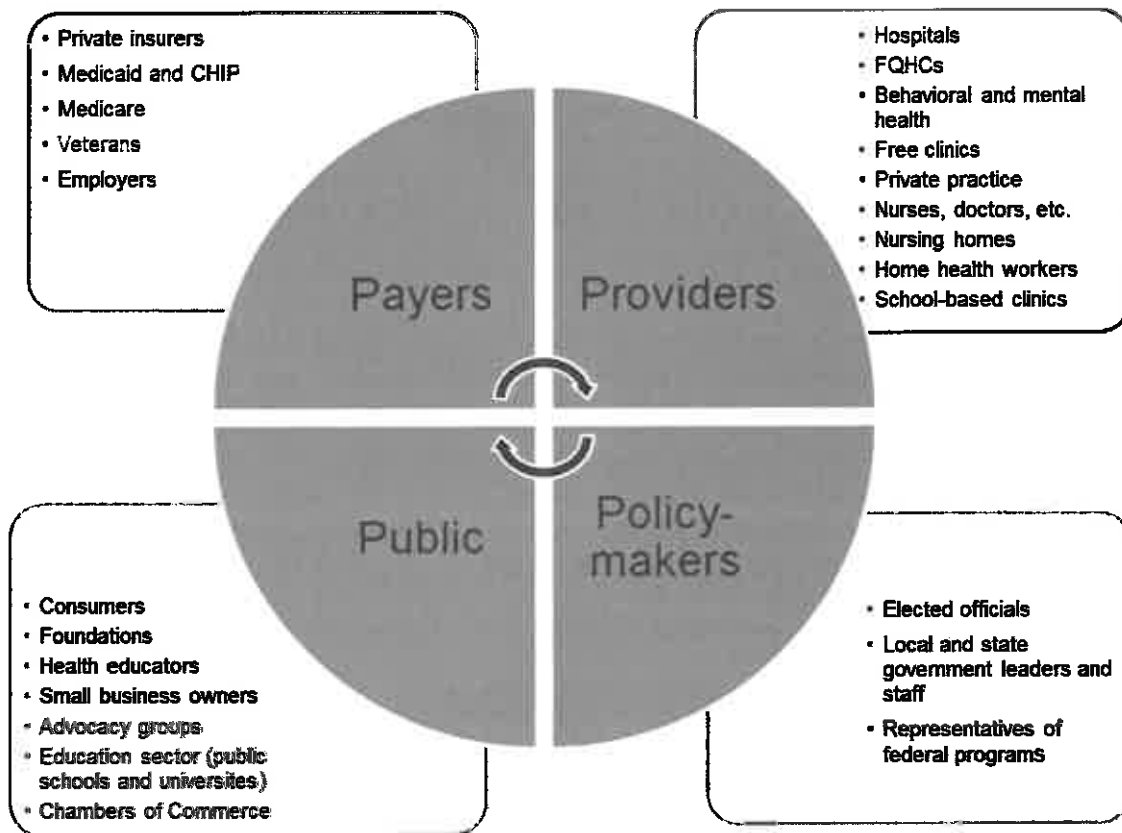 • Private insurers
• Medicaid and CHIP
• Medicare
• Veterans
• Employers
• Hospitals
• FQHCs
• Behavioral and mental
health
• Free clinics
• Private practice
• Nurses, doctors, etc.
• Nursing homes
• Home health workers
• School-based clinics
Payers
Providers
Public
Policy-
makers
• Consumers
• Foundations
• Health educators
• Small business owners
• Advocacy groups
• Education sector (public
schools and universites)
• Chambers of Commerce
• Elected officials
• Local and state
government leaders and
staff
• Representatives of
federal programs